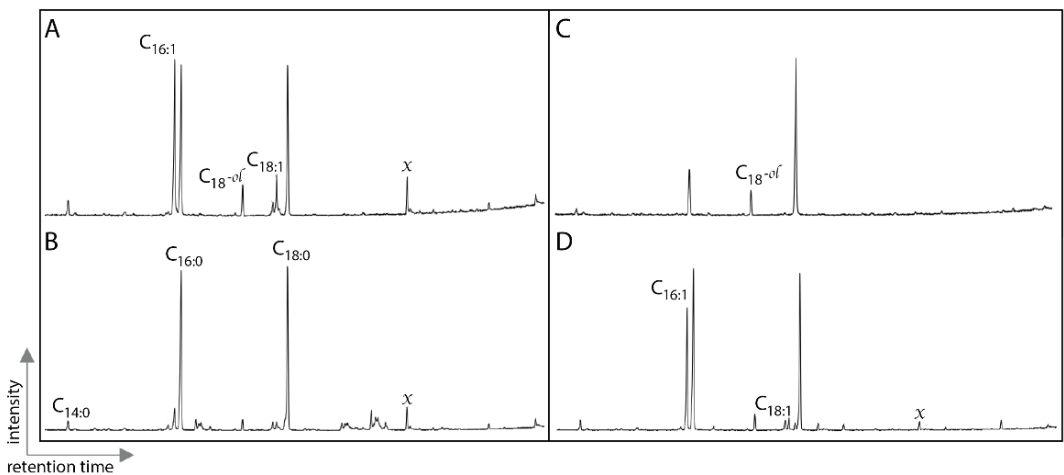 A
C16:1
C18-ol
C18:1
x
B
C16:0
C18:0
C14:0
x
C
C18-ol
D
C16:1
C18:1
x
intensity
retention time